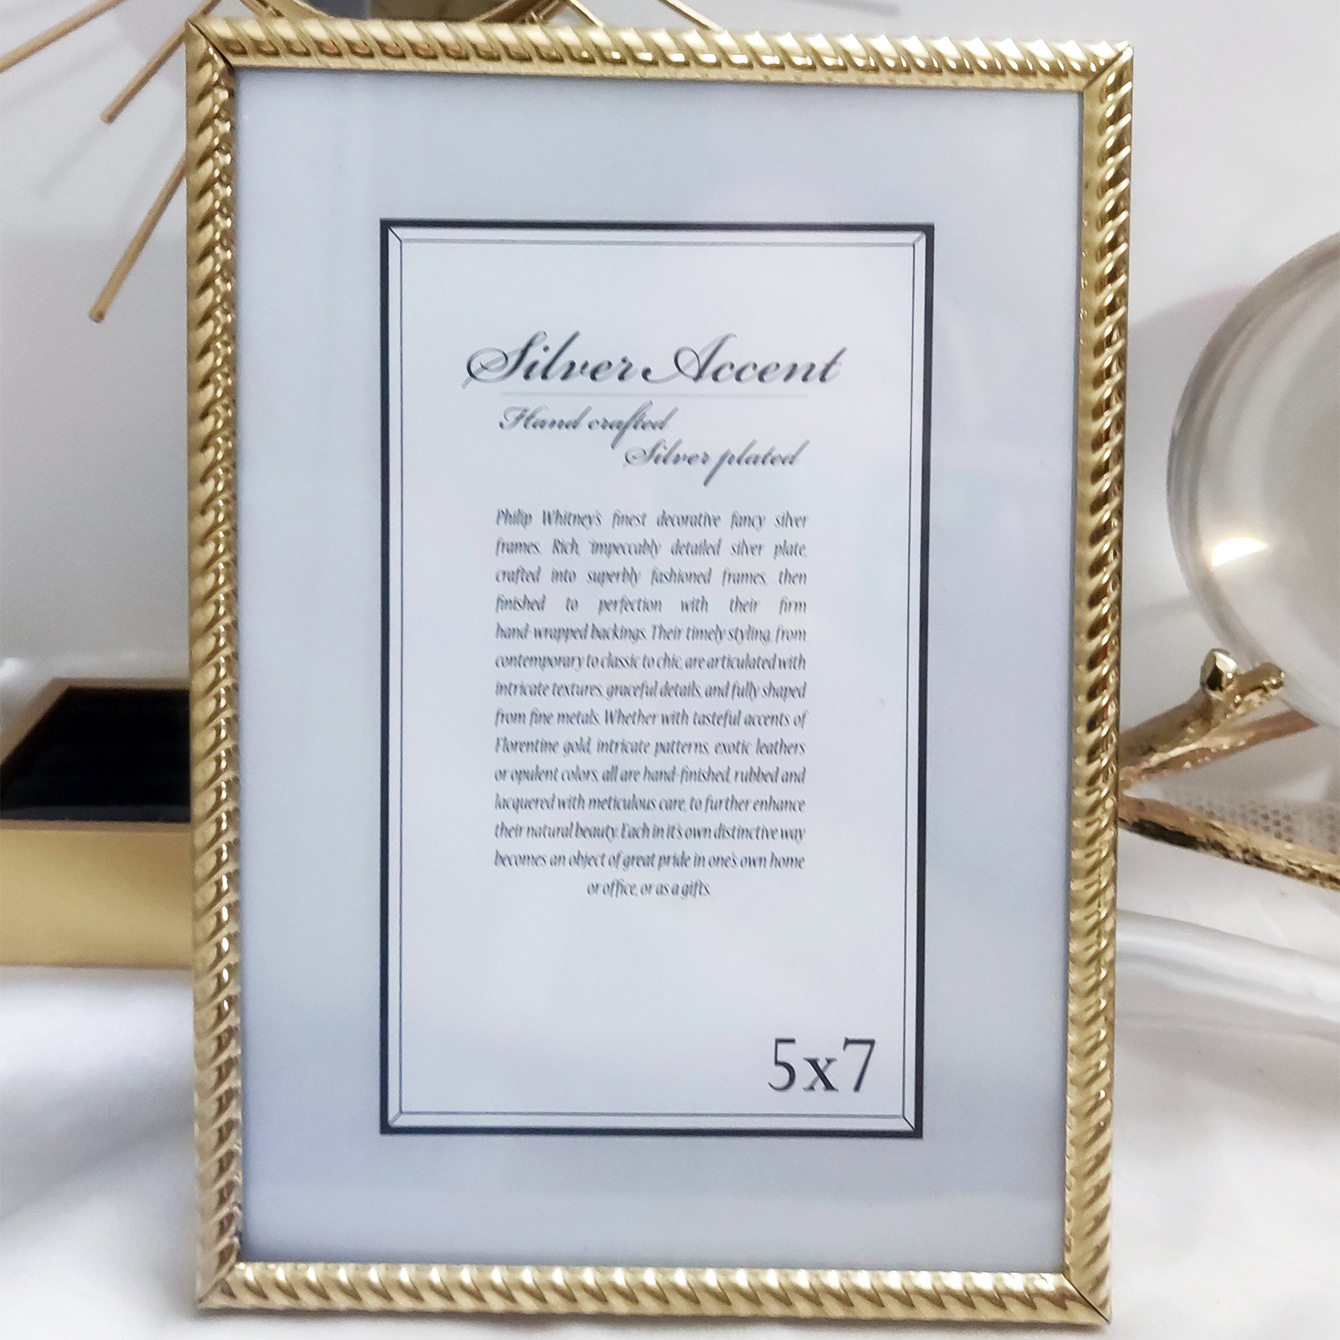 Silver Accent
Hand crafted
Silver plated
Philip Whitney's finest decorative fancy silver
frames. Rich, impeccably detailed silver plate,
crafted into superbly fashioned frames, then
finished to perfection with their firm
hand-wrapped backings. Their timely styling, from
contemporary to classic to chic, are articulated with
intricate textures, graceful details, and fully shaped
from fine metals. Whether with tasteful accents of
Florentine gold, intricate patterns, exotic leathers
or opulent colors, all are hand-finished, rubbed and
lacquered with meticulous care, to further enhance
their natural beauty. Each in it's own distinctive way
becomes an object of great pride in one's own home
or office, or as a gifts.
5x7